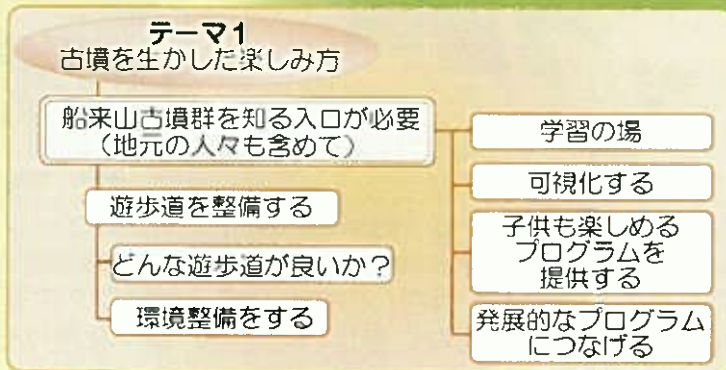 テーマ1
古墳を生かした楽しみ方
船来山古墳群を知る入口が必要
（地元の人々も含めて）
遊歩道を整備する
どんな遊歩道が良いか？
環境整備をする
学習の場
可視化する
子供も楽しめる
プログラムを
提供する
発展的なプログラム
につなげる